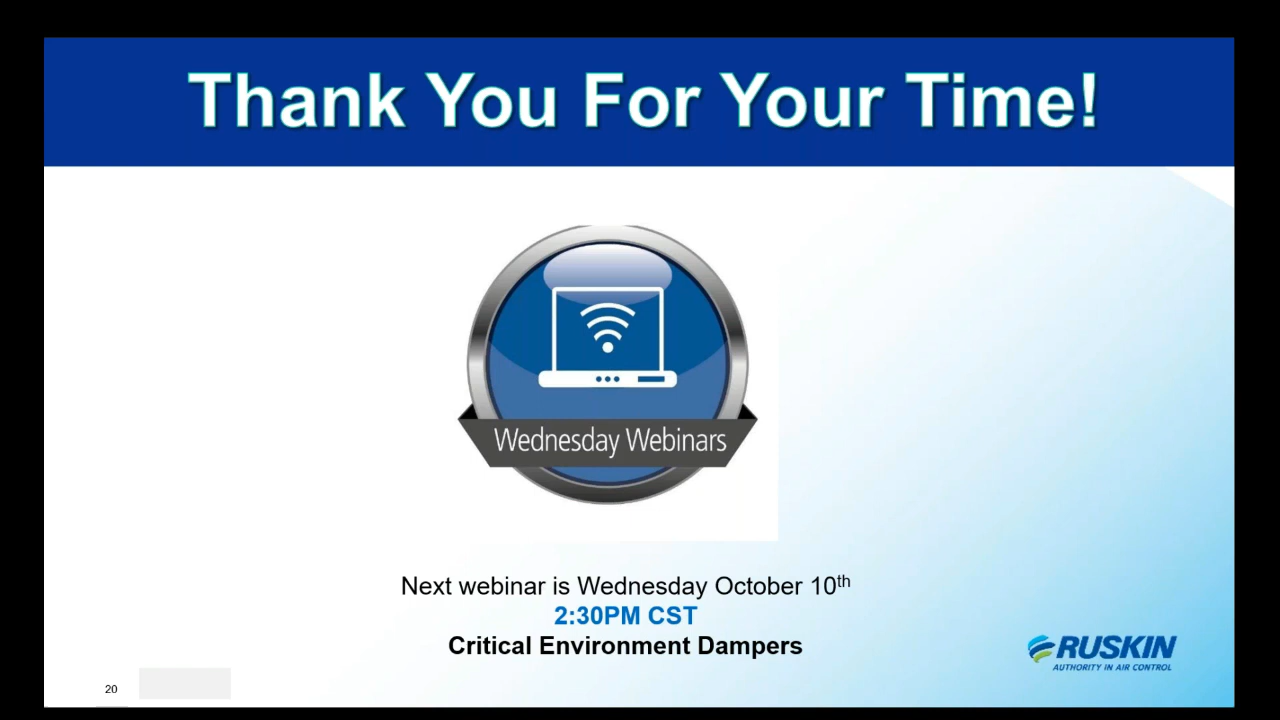 Thank You For Your Time!
Wednesday Webinars
Next webinar is Wednesday October 10th
2:30PM CST
Critical Environment Dampers
RUSKIN
AUTHORITY IN AIR CONTROL
20